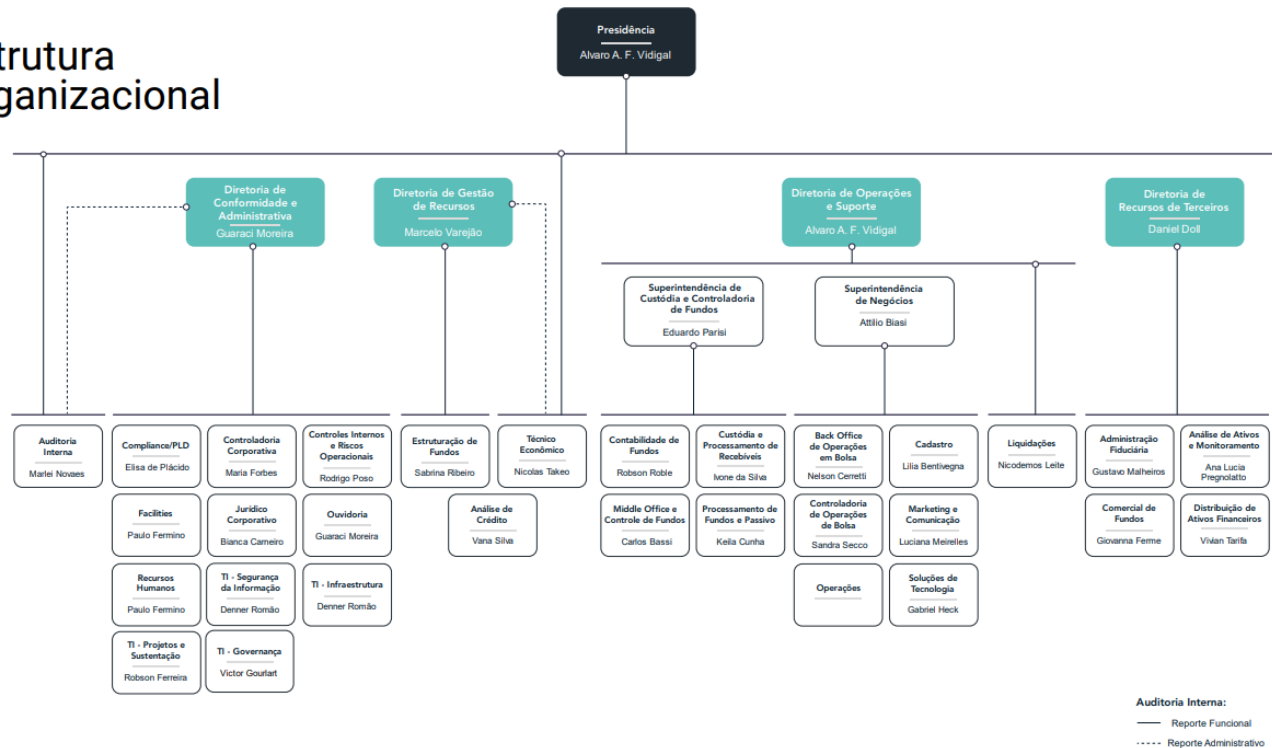 trutura
ganizacional
Presidência
Alvaro A. F. Vidigal
Diretoria de
Conformidade e
Administrativa
Guaraci Moreira
Diretoria de Gestão
de Recursos
Marcelo Varejão
Diretoria de Operações
e Suporte
Alvaro A. F. Vidigal
Diretoria de
Recursos de Terceiros
Daniel Doll
Superintendência de
Custódia e Controladoria
de Fundos
Eduardo Parisi
Superintendência
de Negócios
Attilio Biasi
Auditoria
Interna
Marlei Novaes
Compliance/PLD
Elisa de Plácido
Controladoria
Corporativa
Maria Forbes
Controles Internos
e Riscos
Operacionais
Rodrigo Poso
Estruturação de
Fundos
Sabrina Ribeiro
Técnico
Econômico
Nicolas Takeo
Contabilidade de
Fundos
Robson Roble
Custódia e
Processamento de
Recebíveis
Ivone da Silva
Back Office
de Operações
em Bolsa
Nelson Cerretti
Cadastro
Lilia Bentivegna
Liquidações
Nicodemos Leite
Administração
Fiduciária
Gustavo Malheiros
Análise de Ativos
e Monitoramento
Ana Lucia
Pregnolatto
Facilities
Paulo Fermino
Jurídico
Corporativo
Bianca Carneiro
Ouvidoria
Guaraci Moreira
Análise de
Crédito
Vana Silva
Middle Office e
Controle de Fundos
Carlos Bassi
Processamento de
Fundos e Passivo
Keila Cunha
Controladoria
de Operações
de Bolsa
Sandra Secco
Marketing e
Comunicação
Luciana Meirelles
Comercial de
Fundos
Giovanna Ferme
Distribuição de
Ativos Financeiros
Vivian Tarifa
Recursos
Humanos
Paulo Fermino
TI - Segurança
da Informação
Denner Romão
TI - Infraestrutura
Denner Romão
Operações
Soluções de
Tecnologia
Gabriel Heck
TI - Projetos e
Sustentação
Robson Ferreira
TI - Governança
Victor Gourlart
Auditoria Interna:
Reporte Funcional
Reporte Administrativo